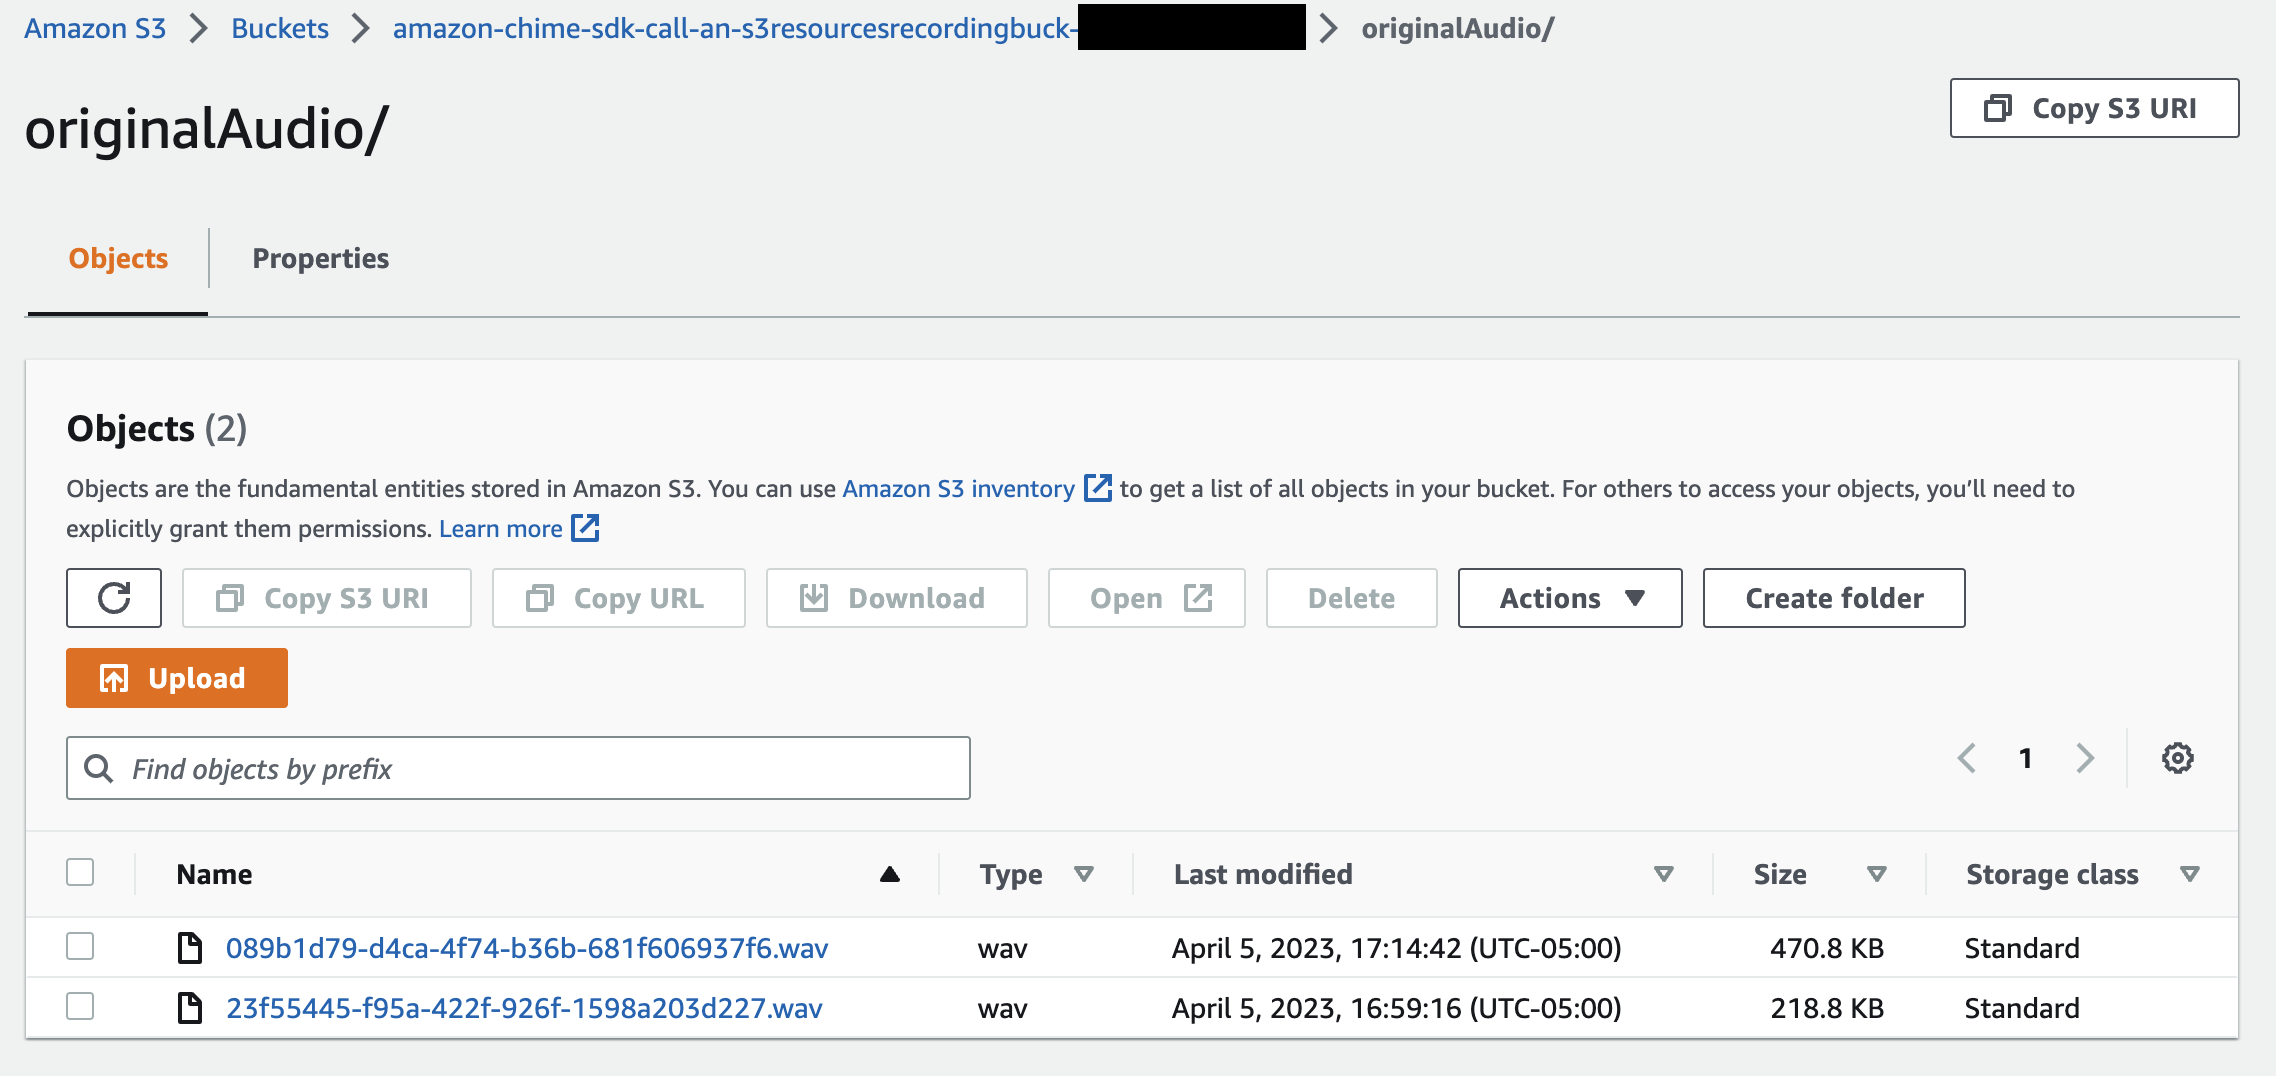 Amazon S3 > Buckets > amazon-chime-sdk-call-an-s3resourcesrecordingbuck- > originalAudio/
originalAudio/
Copy S3 URI
Objects Properties
Objects (2)
Objects are the fundamental entities stored in Amazon S3. You can use Amazon S3 inventory to get a list of all objects in your bucket. For others to access your objects, you’ll need to
explicitly grant them permissions. Learn more
Copy S3 URI Copy URL Download Open Delete Actions Create folder
Upload
Find objects by prefix
1
Name Type Last modified Size Storage class
089b1d79-d4ca-4f74-b36b-681f606937f6.wav wav April 5, 2023, 17:14:42 (UTC-05:00) 470.8 KB Standard
23f55445-f95a-422f-926f-1598a203d227.wav wav April 5, 2023, 16:59:16 (UTC-05:00) 218.8 KB Standard